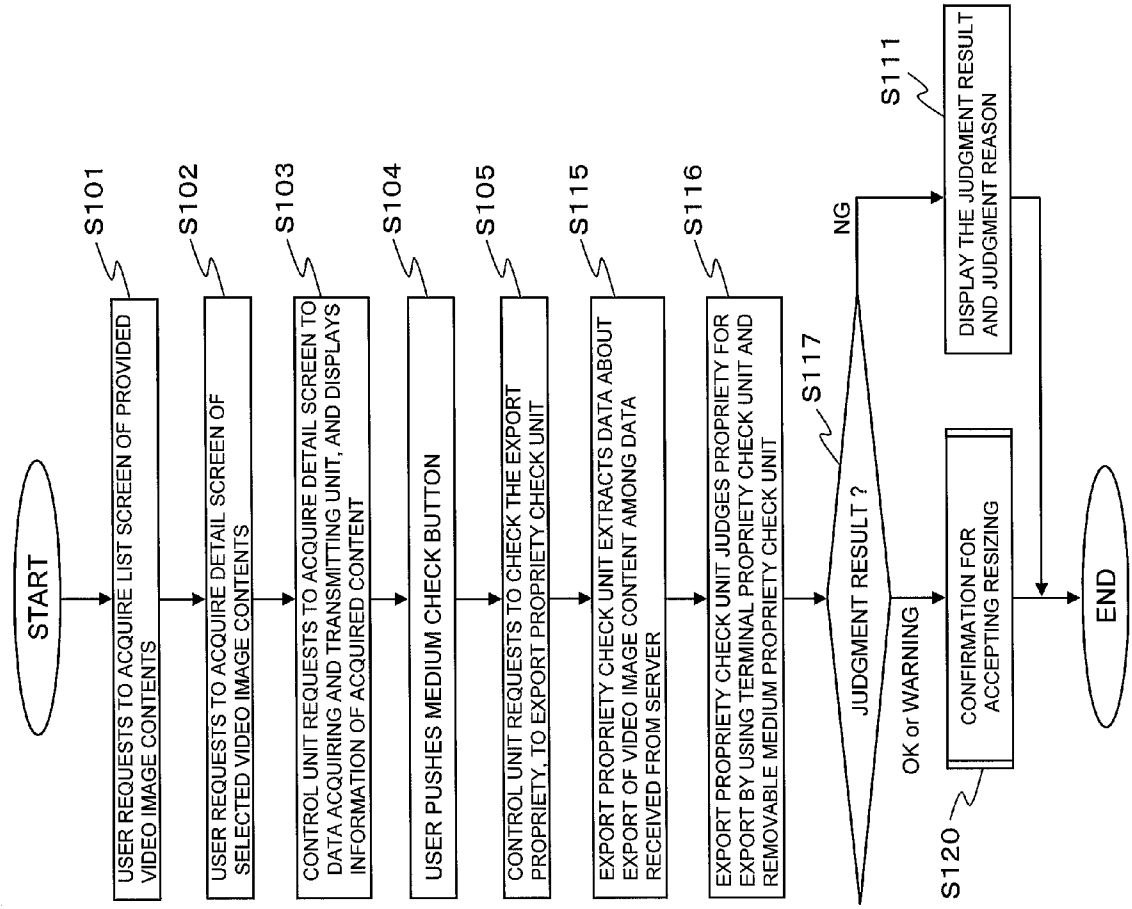 START
S101
USER REQUESTS TO ACQUIRE LIST SCREEN OF PROVIDED
VIDEO IMAGE CONTENTS
S102
USER REQUESTS TO ACQUIRE DETAIL SCREEN OF
SELECTED VIDEO IMAGE CONTENTS
S103
CONTROL UNIT REQUESTS TO ACQUIRE DETAIL SCREEN TO
DATA ACQUIRING AND TRANSMITTING UNIT, AND DISPLAYS
INFORMATION OF ACQUIRED CONTENT
S104
USER PUSHES MEDIUM CHECK BUTTON
S105
CONTROL UNIT REQUESTS TO CHECK THE EXPORT
PROPRIETY, TO EXPORT PROPRIETY CHECK UNIT
S115
EXPORT PROPRIETY CHECK UNIT EXTRACTS DATA ABOUT
EXPORT OF VIDEO IMAGE CONTENT AMONG DATA
RECEIVED FROM SERVER
S116
EXPORT PROPRIETY CHECK UNIT JUDGES PROPRIETY FOR
EXPORT BY USING TERMINAL PROPRIETY CHECK UNIT AND
REMOVABLE MEDIUM PROPRIETY CHECK UNIT
S117
JUDGMENT RESULT ?
NG
OK or WARNING
S111
DISPLAY THE JUDGMENT RESULT
AND JUDGMENT REASON
S120
CONFIRMATION FOR
ACCEPTING RESIZING
END